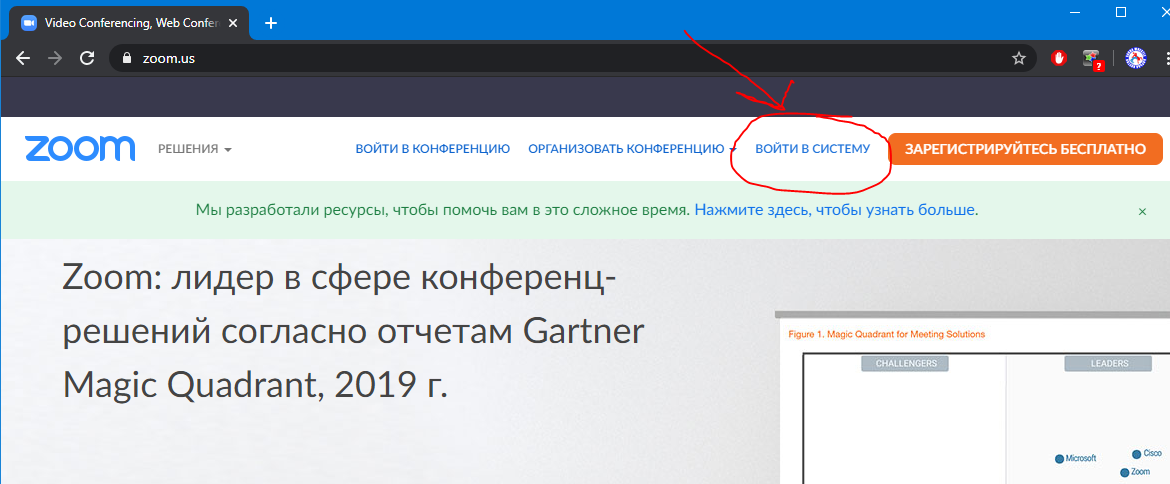 Video Conferencing, Web Confer
zoom.us
zoom
РЕШЕНИЯ
ВОЙТИ В КОНФЕРЕНЦИЮ
ОРГАНИЗОВАТЬ КОНФЕРЕНЦИЮ
ВОЙТИ В СИСТЕМУ
ЗАРЕГИСТРИРУЙТЕСЬ БЕСПЛАТНО
Мы разработали ресурсы, чтобы помочь вам в это сложное время. Нажмите здесь, чтобы узнать больше.
Zoom: лидер в сфере конференц-
решений согласно отчетам Gartner
Magic Quadrant, 2019 г.
Figure 1. Magic Quadrant for Meeting Solutions
CHALLENGERS
LEADERS
Microsoft
Cisco
Zoom